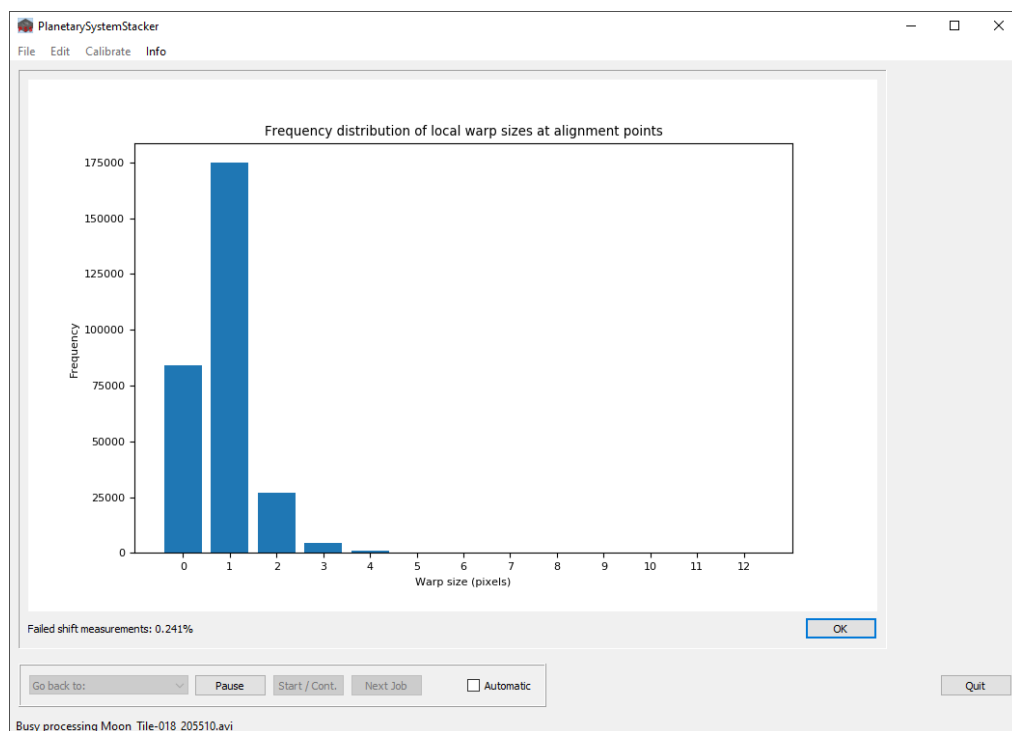 PlanetarySystemStacker
File Edit Calibrate Info
Frequency distribution of local warp sizes at alignment points
175000
150000
125000
100000
75000
50000
25000
0
Frequency
0 1 2 3 4 5 6 7 8 9 10 11 12
Warp size (pixels)
Failed shift measurements: 0.241%
OK
Go back to: Pause Start / Cont. Next Job Automatic Quit
Busy processing Moon_Tile-018_205510.avi